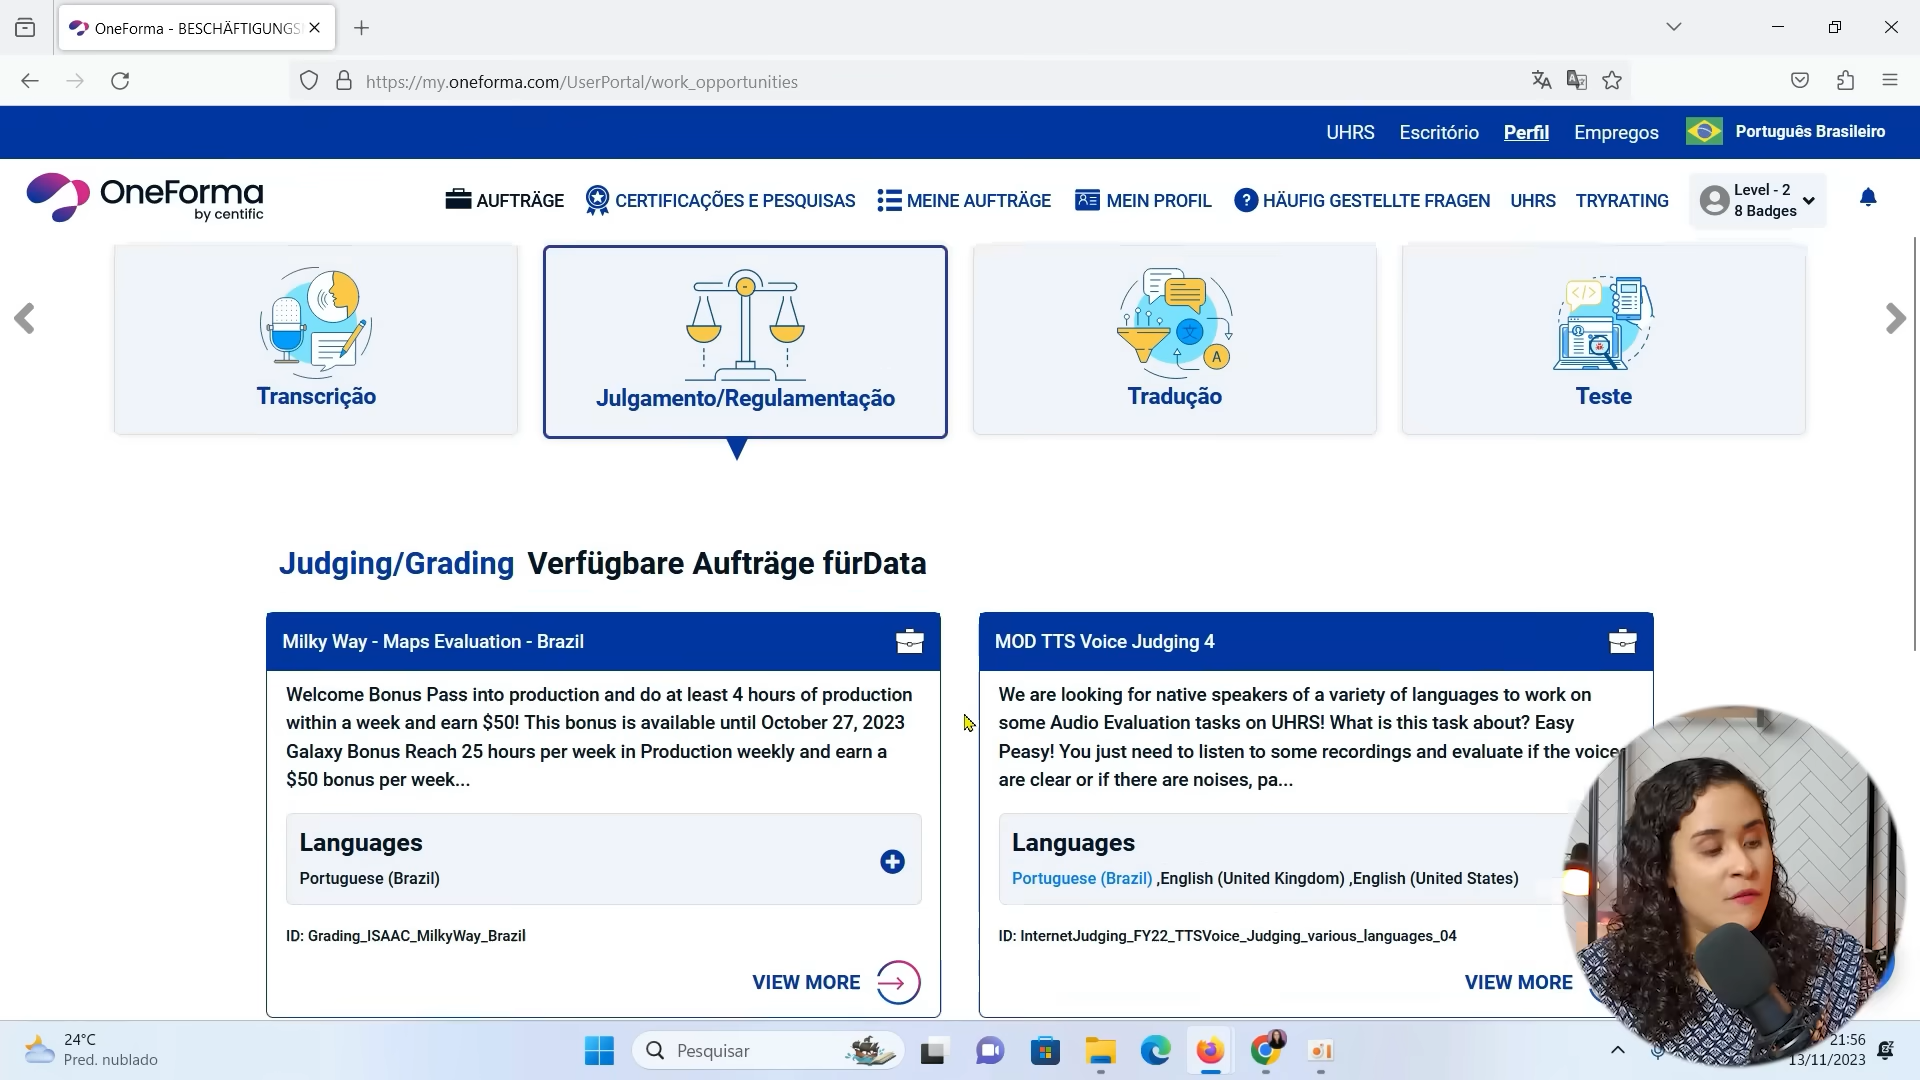 OneForma - BESCHÄFTIGUNGS
https://my.oneforma.com/UserPortal/work_opportunities
UHRS Escritório Perfil Empregos Português Brasileiro
OneForma
by centific
AUFTRÄGE CERTIFICAÇÕES E PESQUISAS MEINE AUFTRÄGE MEIN PROFIL HÄUFIG GESTELLTE FRAGEN UHRS TRYRATING
Level - 2
8 Badges
Transcrição
Julgamento/Regulamentação
A
Tradução
Teste
Judging/Grading Verfügbare Aufträge fürData
Milky Way - Maps Evaluation - Brazil
Welcome Bonus Pass into production and do at least 4 hours of production
within a week and earn $50! This bonus is available until October 27, 2023
Galaxy Bonus Reach 25 hours per week in Production weekly and earn a
$50 bonus per week...
Languages
Portuguese (Brazil)
ID: Grading_ISAAC_MilkyWay_Brazil
VIEW MORE
MOD TTS Voice Judging 4
We are looking for native speakers of a variety of languages to work on
some Audio Evaluation tasks on UHRS! What is this task about? Easy
Peasy! You just need to listen to some recordings and evaluate if the voice
are clear or if there are noises, pa...
Languages
Portuguese (Brazil) ,English (United Kingdom) ,English (United States)
ID: InternetJudging_FY22_TTSVoice_Judging_various_languages_04
VIEW MORE
24°C
Pred. nublado
Pesquisar
21:56
13/11/2023